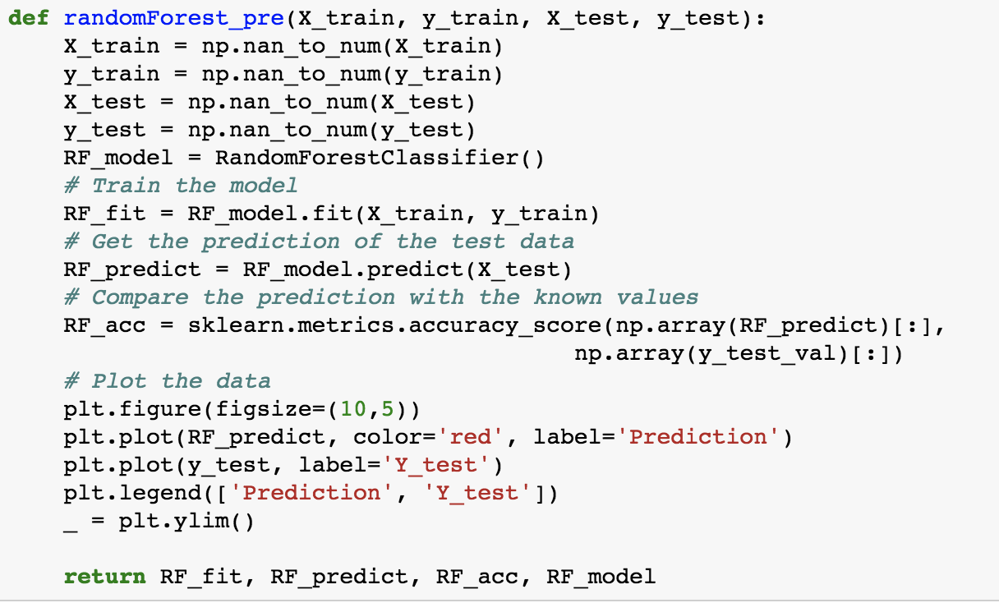 def randomForest_pre(X_train, y_train, X_test, y_test):
    X_train = np.nan_to_num(X_train)
    y_train = np.nan_to_num(y_train)
    X_test = np.nan_to_num(X_test)
    y_test = np.nan_to_num(y_test)
    RF_model = RandomForestClassifier()
    # Train the model
    RF_fit = RF_model.fit(X_train, y_train)
    # Get the prediction of the test data
    RF_predict = RF_model.predict(X_test)
    # Compare the prediction with the known values
    RF_acc = sklearn.metrics.accuracy_score(np.array(RF_predict)[:],
                                         np.array(y_test_val)[:])
    # Plot the data
    plt.figure(figsize=(10,5))
    plt.plot(RF_predict, color='red', label='Prediction')
    plt.plot(y_test, label='Y_test')
    plt.legend(['Prediction', 'Y_test'])
    _ = plt.ylim()
    return RF_fit, RF_predict, RF_acc, RF_model